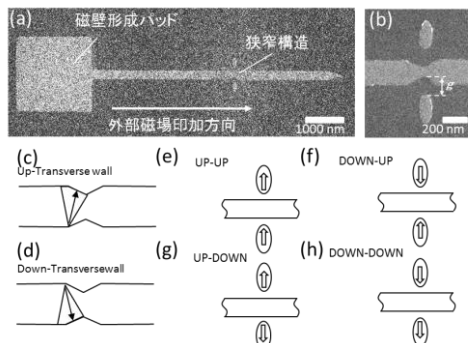 (a)
磁壁形成パッド
狭窄構造
外部磁場印加方向
1000 nm
(b)
g
200 nm
(c)
Up-Transverse wall
(d)
Down-Transversewall
(e)
UP-UP
(f)
DOWN-UP
(g)
UP-DOWN
(h)
DOWN-DOWN